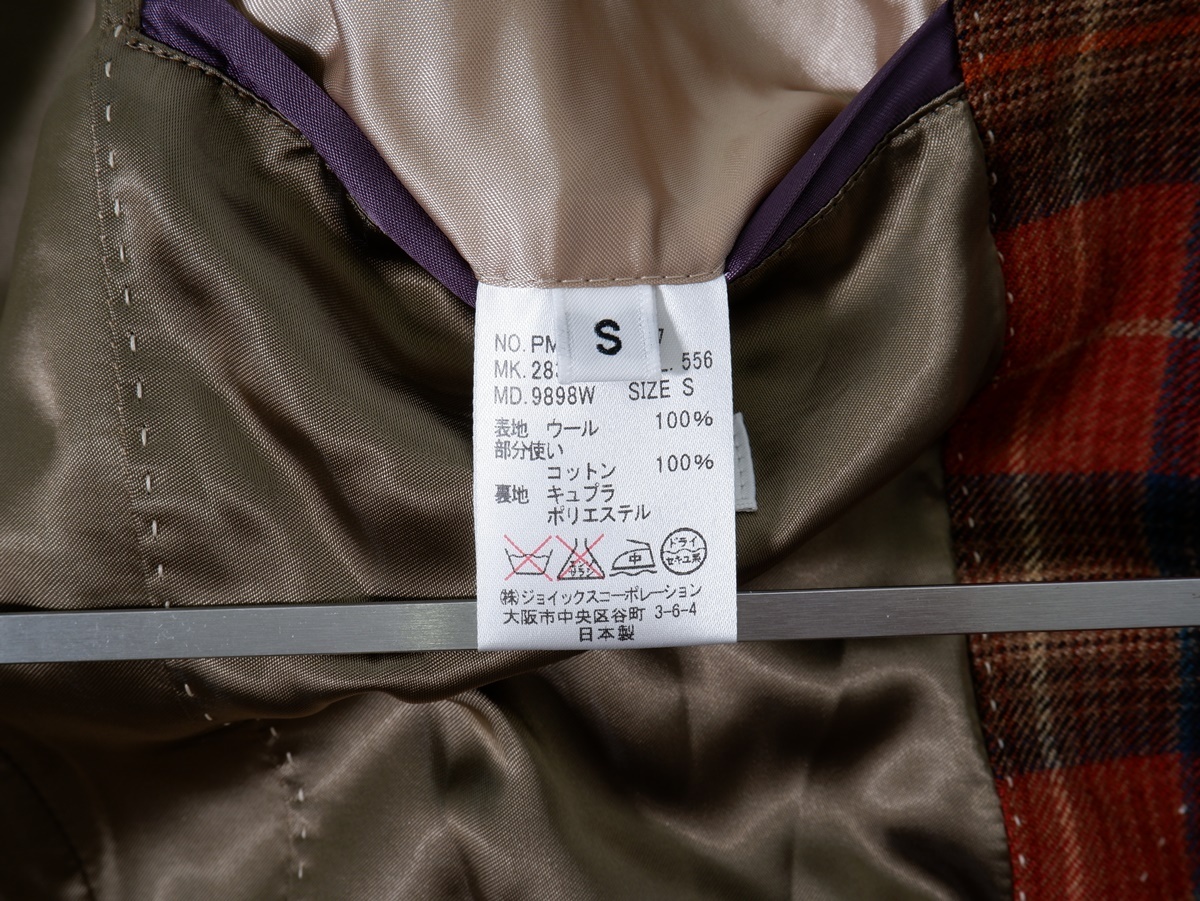 S
NO. PM 7
MK. 28 556
MD. 9898W SIZE S
表地 ウール 100%
部分使い
コットン 100%
裏地 キュプラ
ポリエステル
中
ドライ
セキユ系
㈱ジョイックスコーポレーション
大阪市中央区谷町 3-6-4
日本製